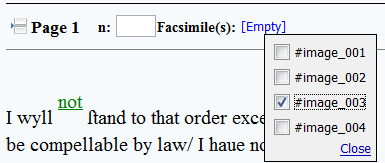 Page 1 n: Facsimile(s): [Empty]
#image_001
#image_002
#image_003
#image_004
Close
not
I wyll ſtand to that order exce
be compellable by law/ I haue no